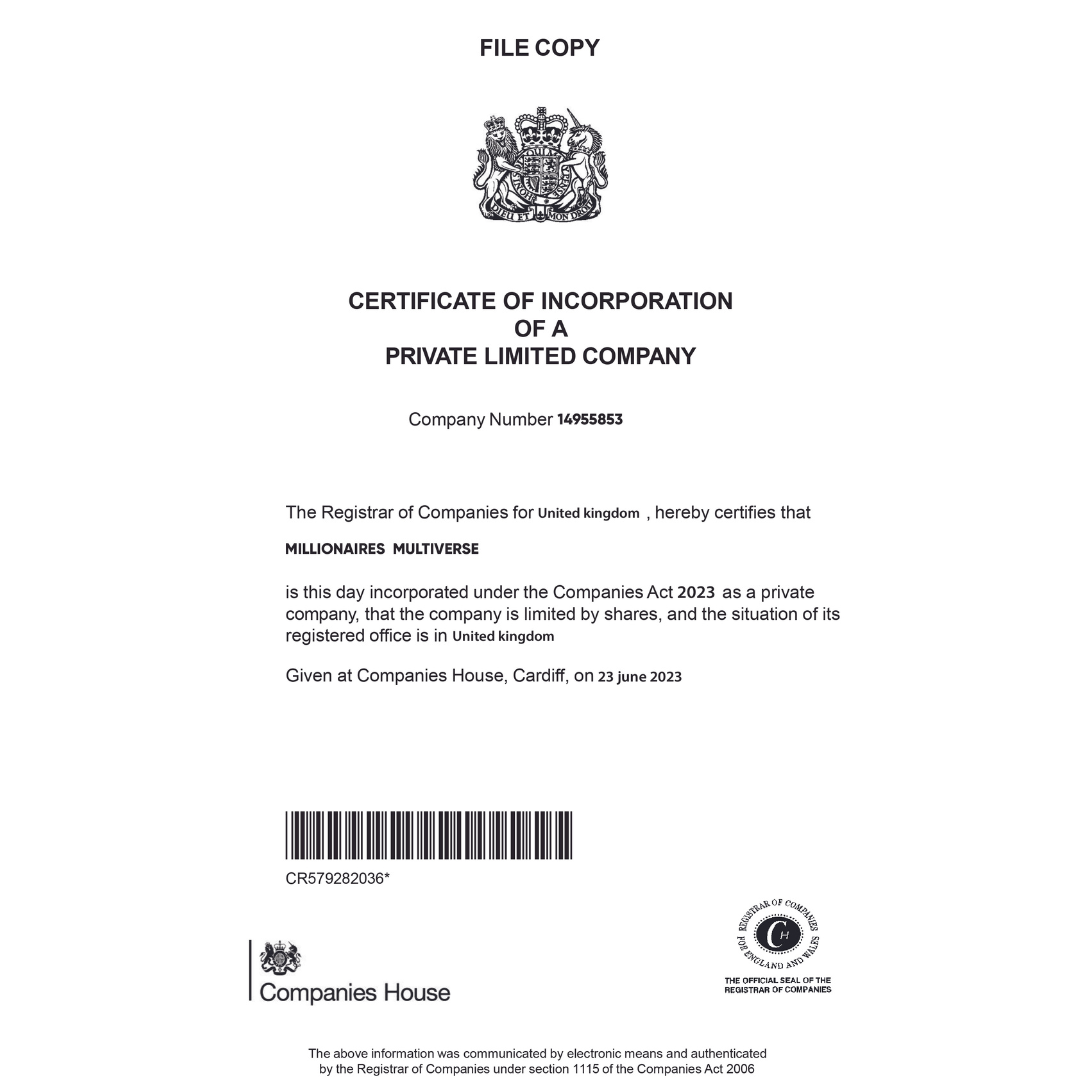 FILE COPY
DIEU ET MON DROIT
CERTIFICATE OF INCORPORATION
OF A
PRIVATE LIMITED COMPANY
Company Number 14955853
The Registrar of Companies for United kingdom , hereby certifies that
MILLIONAIRES MULTIVERSE
is this day incorporated under the Companies Act 2023 as a private
company, that the company is limited by shares, and the situation of its
registered office is in United kingdom
Given at Companies House, Cardiff, on 23 june 2023
CR579282036*
REGISTRAR OF COMPANIES
FOR ENGLAND AND WALES
CH
THE OFFICIAL SEAL OF THE
REGISTRAR OF COMPANIES
Companies House
The above information was communicated by electronic means and authenticated
by the Registrar of Companies under section 1115 of the Companies Act 2006